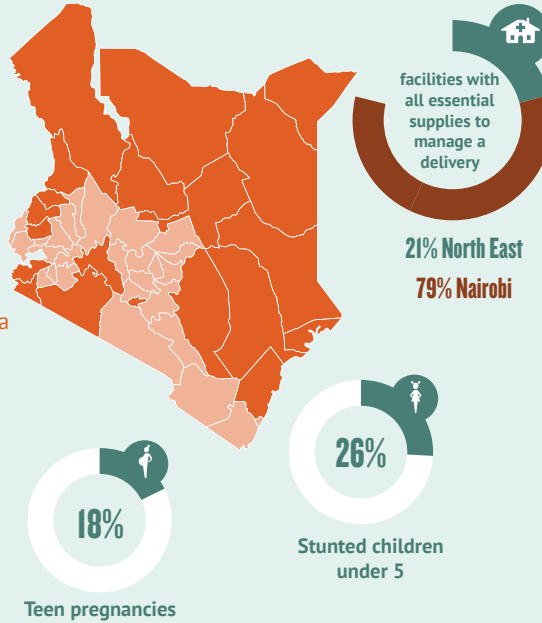 facilities with
all essential
supplies to
manage a
delivery
21% North East
79% Nairobi
a
26%
Stunted children
under 5
18%
Teen pregnancies